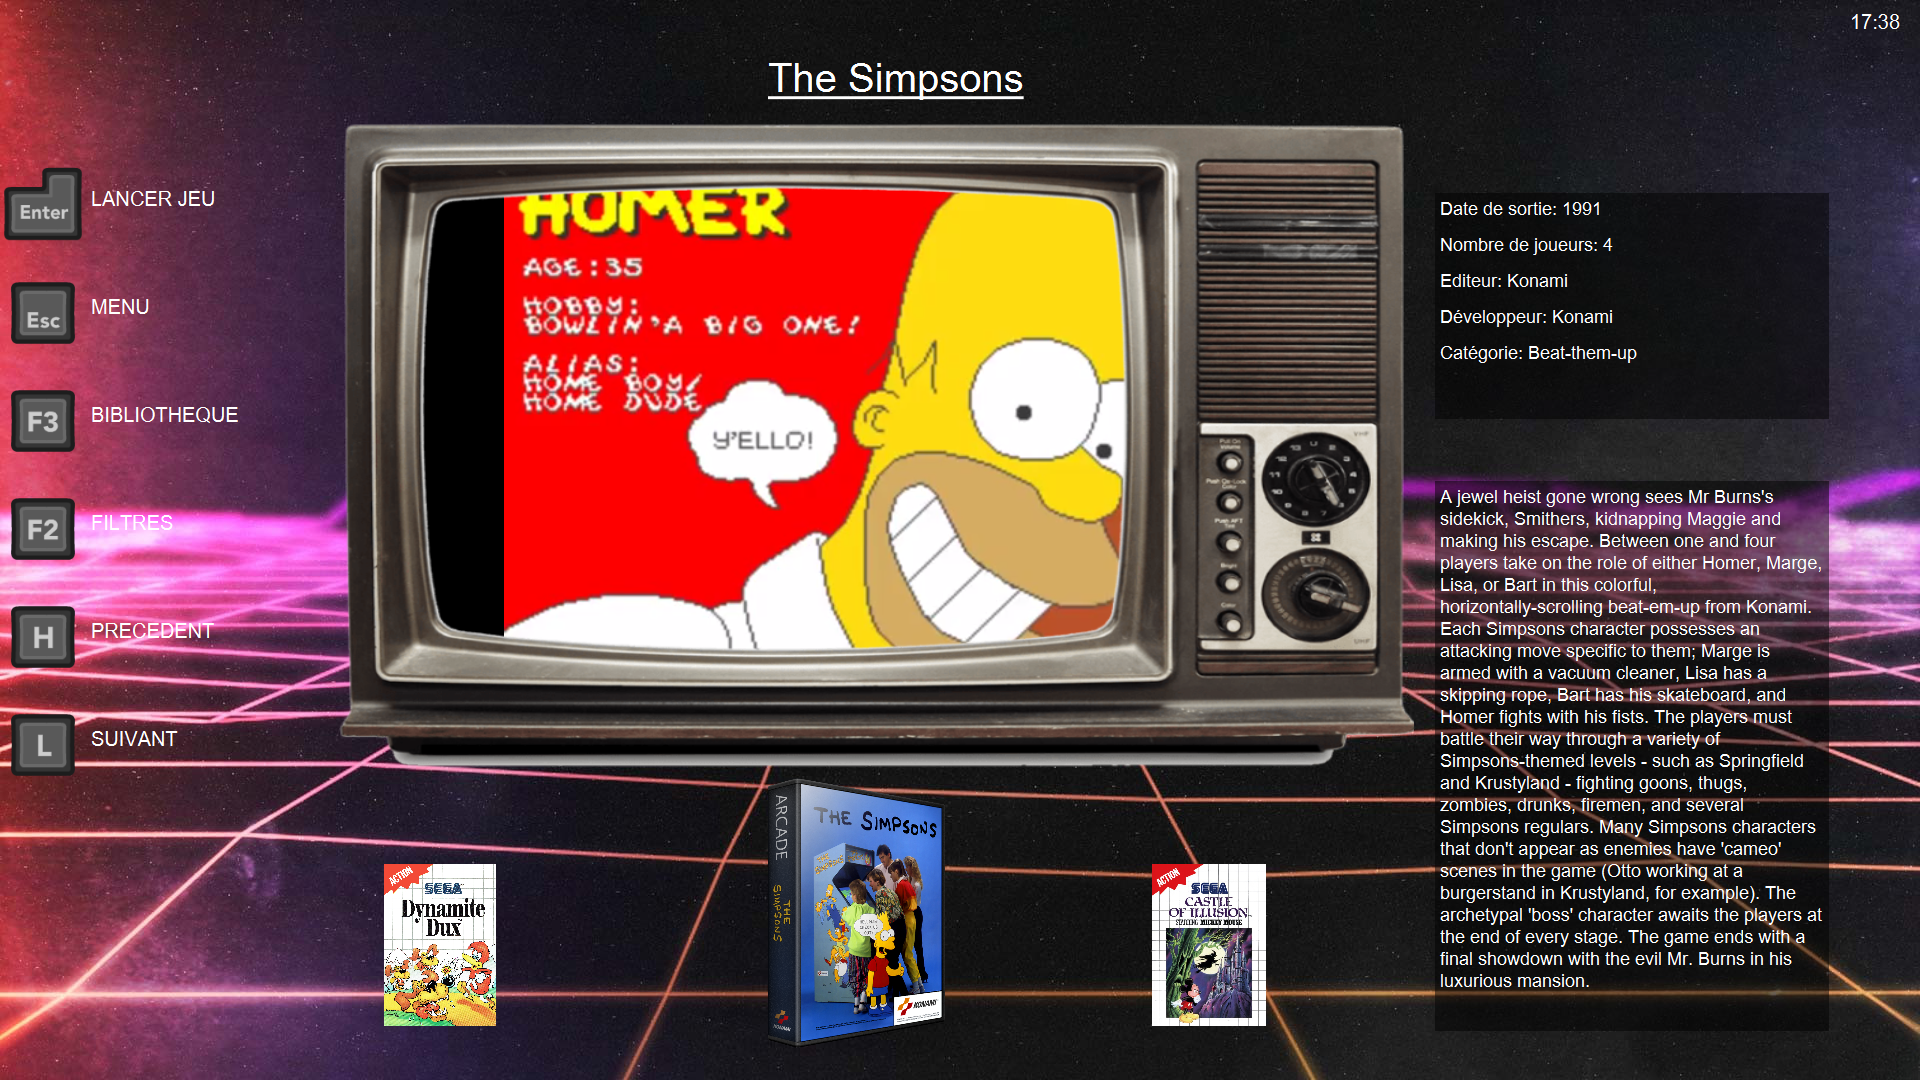 17:38
The Simpsons
Enter LANCER JEU
Esc MENU
F3 BIBLIOTHEQUE
F2 FILTRES
H PRECEDENT
L SUIVANT
HOMER
AGE:35
HOBBY:
BOWLIN'A BIG ONE!
ALIAS:
HOME BOY/
HOME DUDE
Y'ELLO!
Date de sortie: 1991
Nombre de joueurs: 4
Editeur: Konami
Développeur: Konami
Catégorie: Beat-them-up
A jewel heist gone wrong sees Mr Burns's
sidekick, Smithers, kidnapping Maggie and
making his escape. Between one and four
players take on the role of either Homer, Marge,
Lisa, or Bart in this colorful,
horizontally-scrolling beat-em-up from Konami.
Each Simpsons character possesses an
attacking move specific to them; Marge is
armed with a vacuum cleaner, Lisa has a
skipping rope, Bart has his skateboard, and
Homer fights with his fists. The players must
battle their way through a variety of
Simpsons-themed levels - such as Springfield
and Krustyland - fighting goons, thugs,
zombies, drunks, firemen, and several
Simpsons regulars. Many Simpsons characters
that don't appear as enemies have 'cameo'
scenes in the game (Otto working at a
burgerstand in Krustyland, for example). The
archetypal 'boss' character awaits the players at
the end of every stage. The game ends with a
final showdown with the evil Mr. Burns in his
luxurious mansion.
ACTION
SEGA
Dynamite
Dux
ARCADE
THE SIMPSONS
THE SIMPSONS
KONAMI
ACTION
SEGA
CASTLE
OF ILLUSION
STARRING MICKEY MOUSE